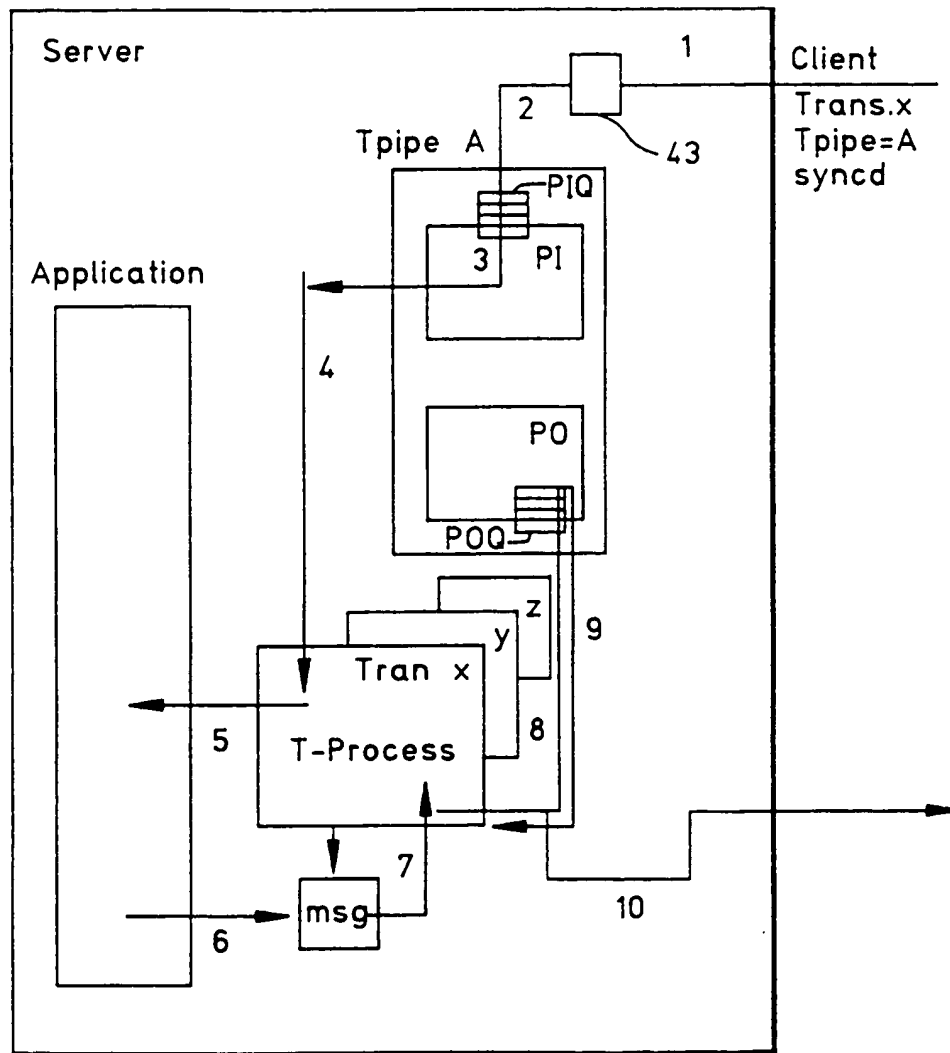 Server
1
Client
2
Trans.x
Tpipe=A
syncd
43
Tpipe A
PIQ
3
PI
Application
4
PO
POQ
z
9
y
Tran x
8
5
T-Process
7
msg
6
10